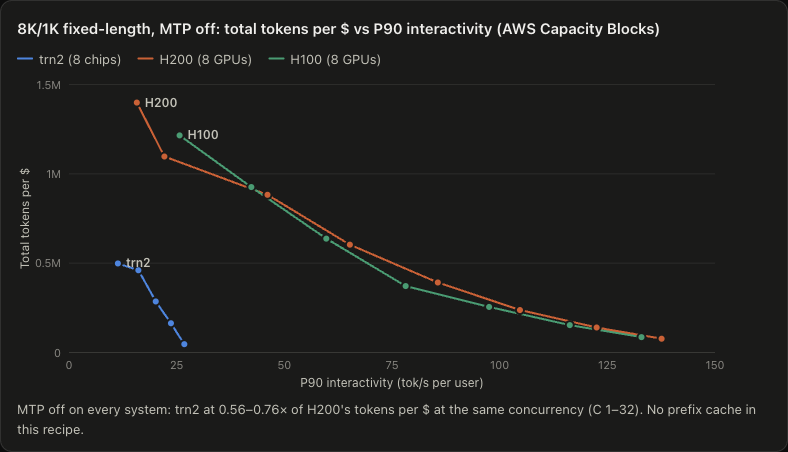 8K/1K fixed-length, MTP off: total tokens per $ vs P90 interactivity (AWS Capacity Blocks)
trn2 (8 chips) H200 (8 GPUs) H100 (8 GPUs)
1.5M
H200
H100
1M
Total tokens per $
trn2
0.5M
0
0 25 50 75 100 125 150
P90 interactivity (tok/s per user)
MTP off on every system: trn2 at 0.56–0.76× of H200's tokens per $ at the same concurrency (C 1–32). No prefix cache in
this recipe.